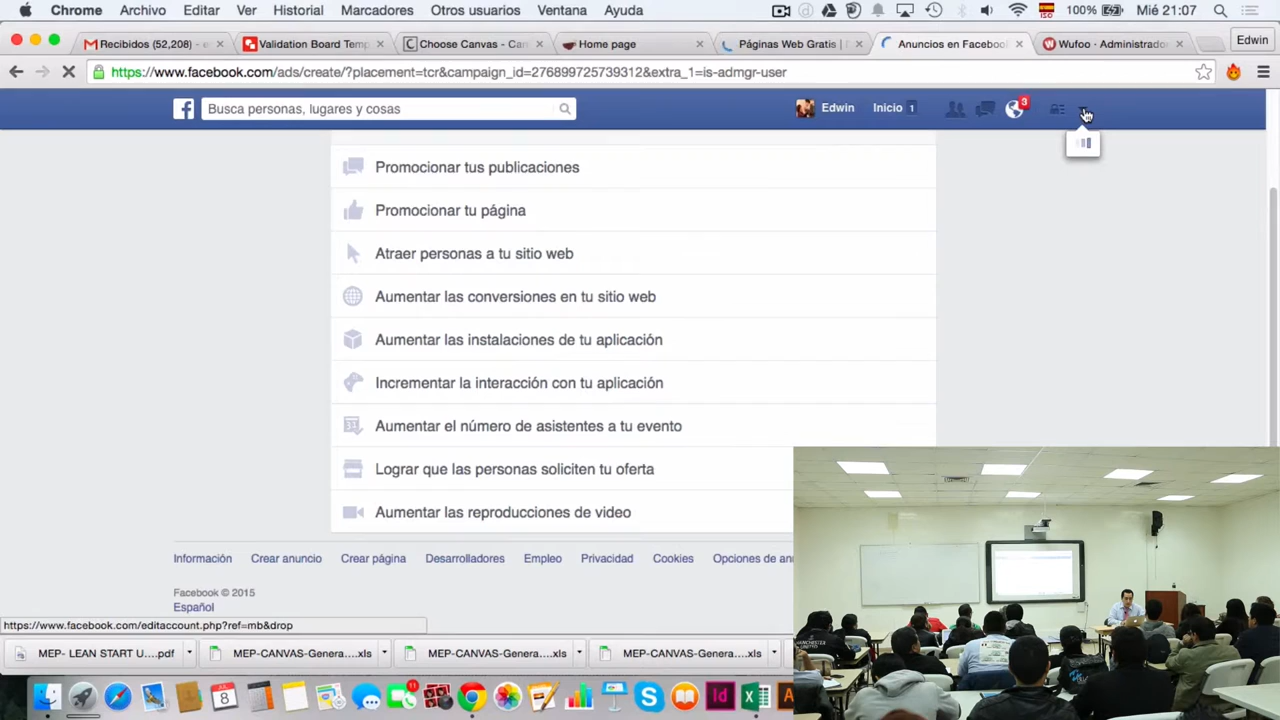 Chrome Archivo Editar Ver Historial Marcadores Otros usuarios Ventana Ayuda 100% Mié 21:07
Recibidos (52,208) - e Validation Board Temp Choose Canvas - Can Home page Páginas Web Gratis | D Anuncios en Facebook Wufoo · Administrador Edwin
https://www.facebook.com/ads/create/?placement=tcr&campaign_id=276899725739312&extra_1=is-admgr-user
Busca personas, lugares y cosas Edwin Inicio 1 3
Promocionar tus publicaciones
Promocionar tu página
Atraer personas a tu sitio web
Aumentar las conversiones en tu sitio web
Aumentar las instalaciones de tu aplicación
Incrementar la interacción con tu aplicación
Aumentar el número de asistentes a tu evento
Lograr que las personas soliciten tu oferta
Aumentar las reproducciones de video
Información Crear anuncio Crear página Desarrolladores Empleo Privacidad Cookies Opciones de an
Facebook © 2015
Español
https://www.facebook.com/editaccount.php?ref=mb&drop
MEP- LEAN START U....pdf MEP-CANVAS-Genera....xls MEP-CANVAS-Genera....xls MEP-CANVAS-Genera....xls